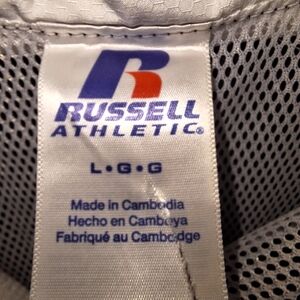 R
RUSSELL
ATHLETIC®
L•G•G
Made in Cambodia
Hecho en Camboya
Fabriqué au Cambodge